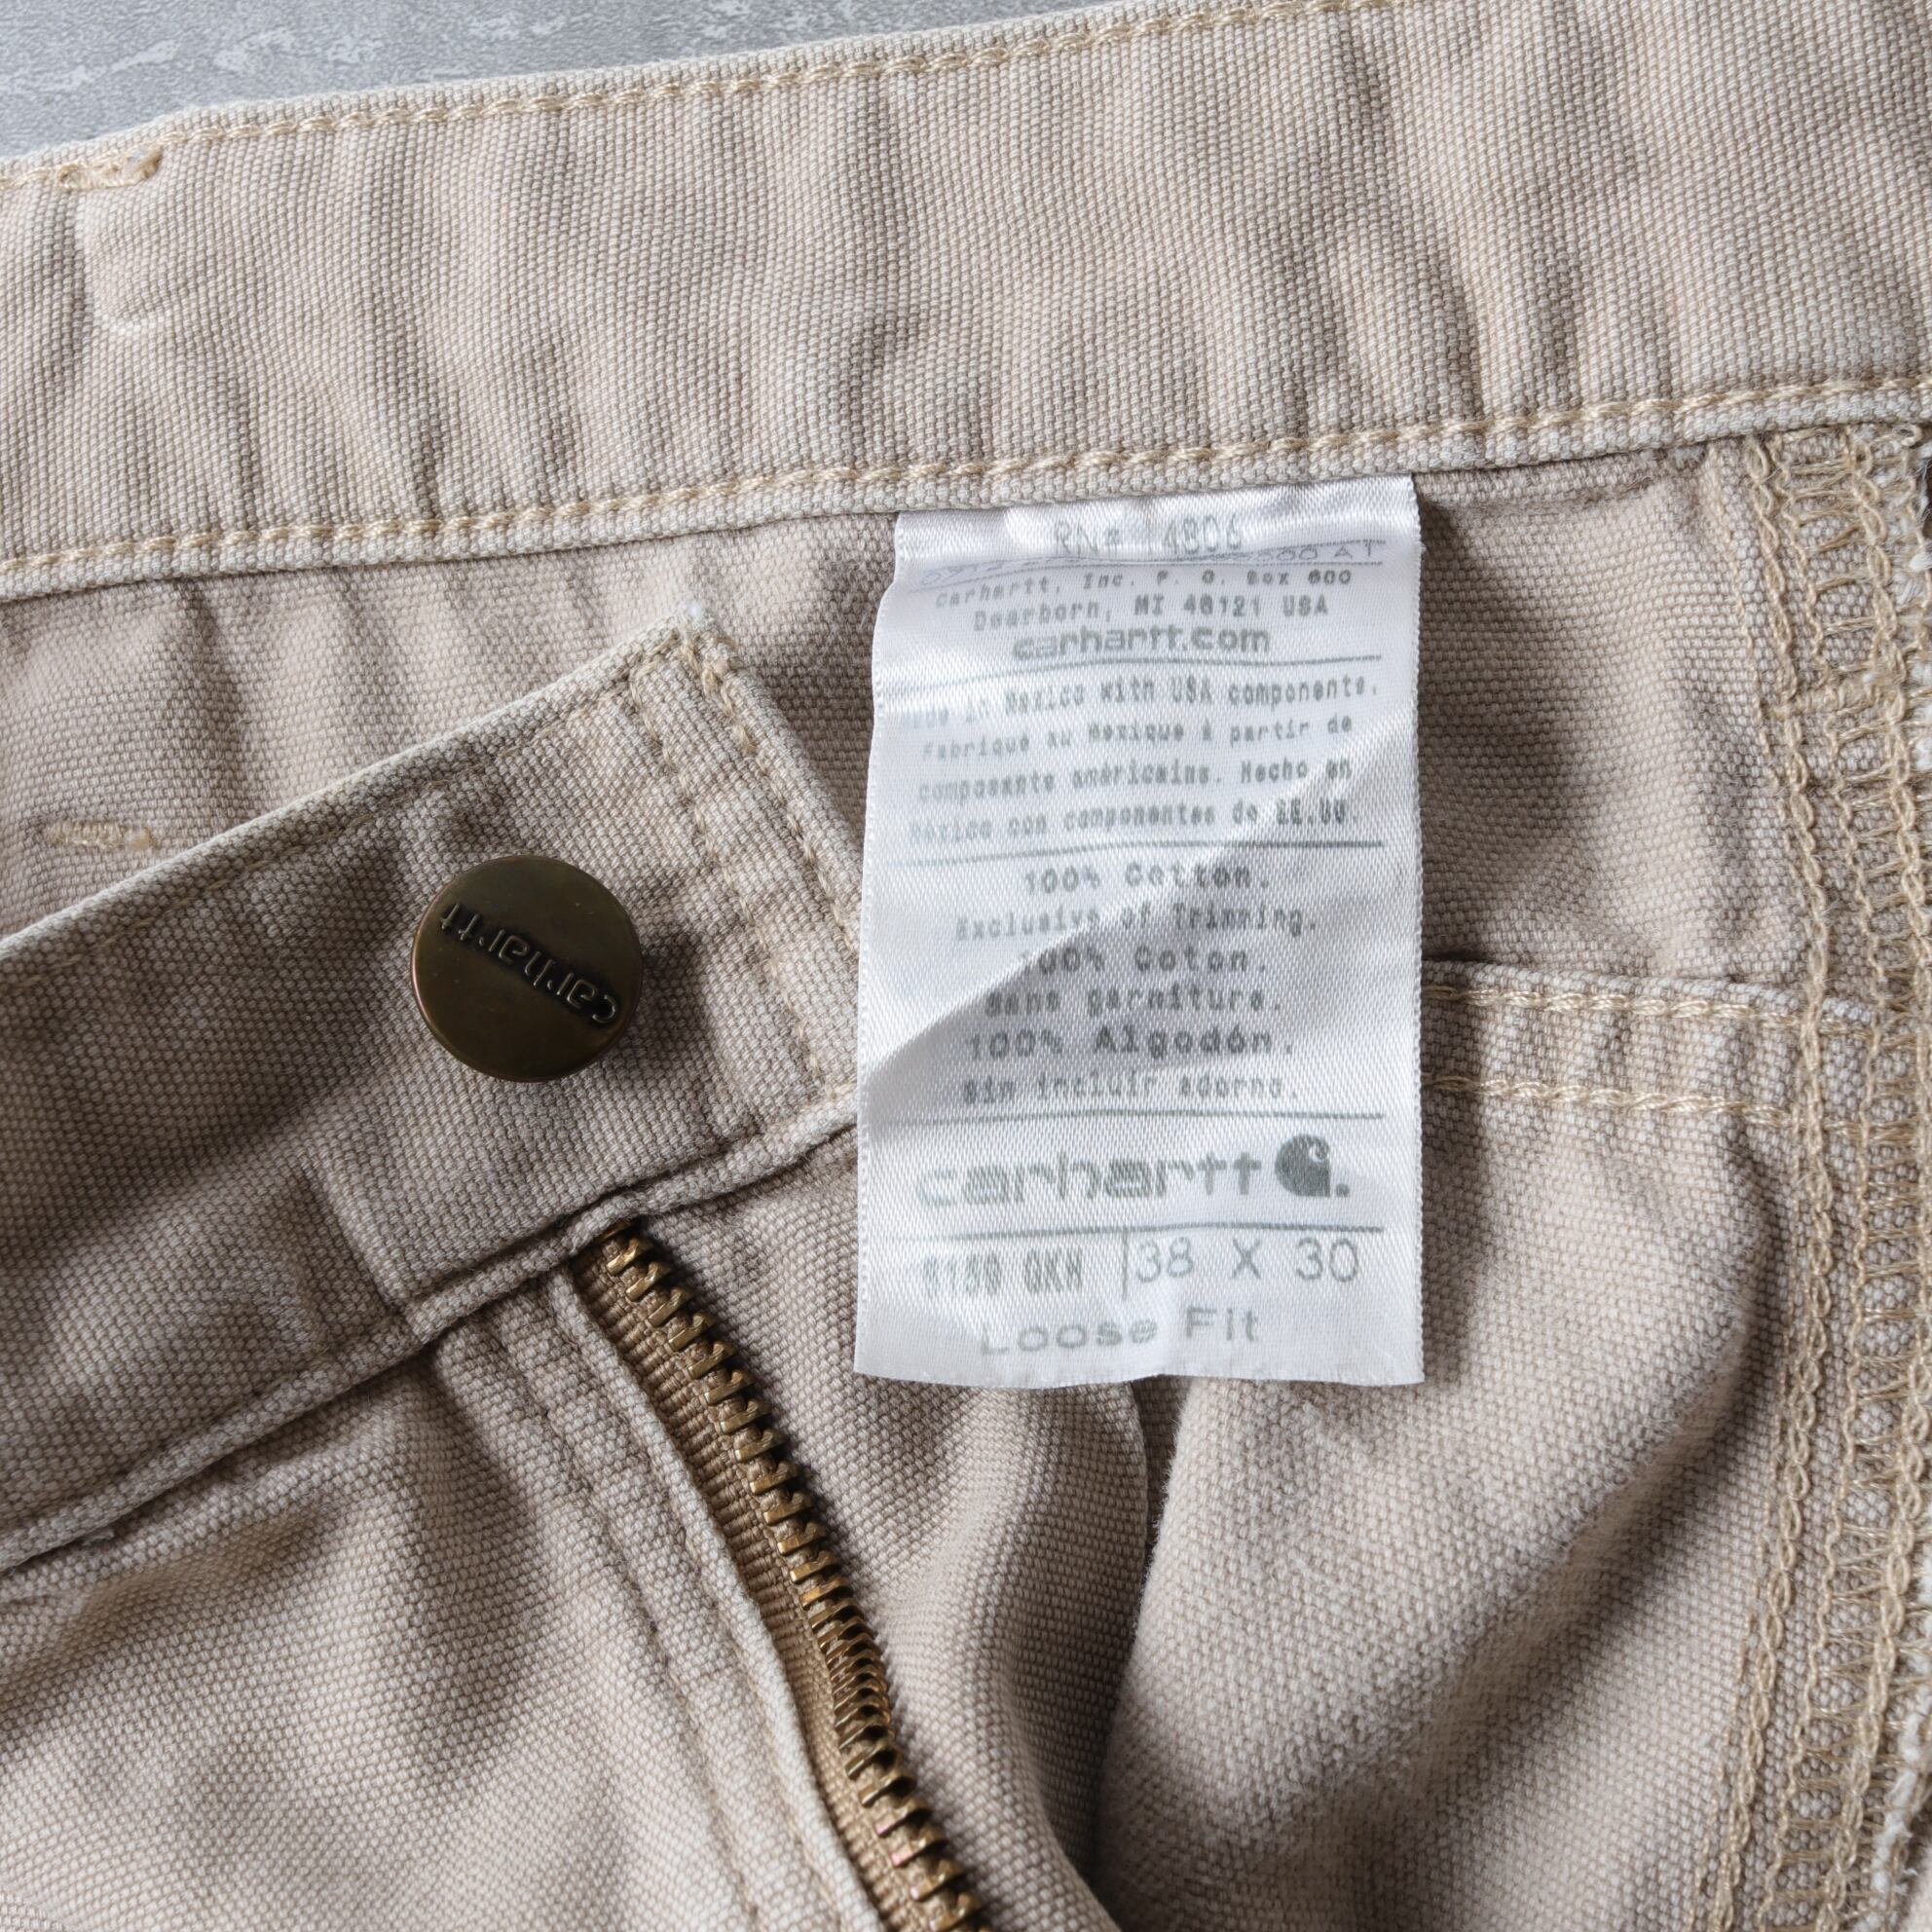 RN# 14806
carhartt, Inc. P. O. Box 600
Dearborn, MI 48121 USA
carhartt.com
Made in Mexico with USA components.
Fabriqué au Mexique à partir de
composants américains. Hecho en
México con componentes de EE.UU.
100% Cotton.
Exclusive of Trimming.
100% Coton.
sans garniture.
100% Algodón.
sin incluir adorno.
carhartt
38 X 30
Loose Fit
carhartt